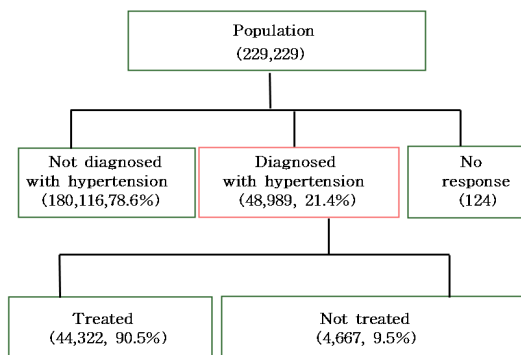 Population
(229,229)
Not diagnosed
with hypertension
(180,116,78.6%)
Diagnosed
with hypertension
(48,989, 21.4%)
No
response
(124)
Treated
(44,322, 90.5%)
Not treated
(4,667, 9.5%)